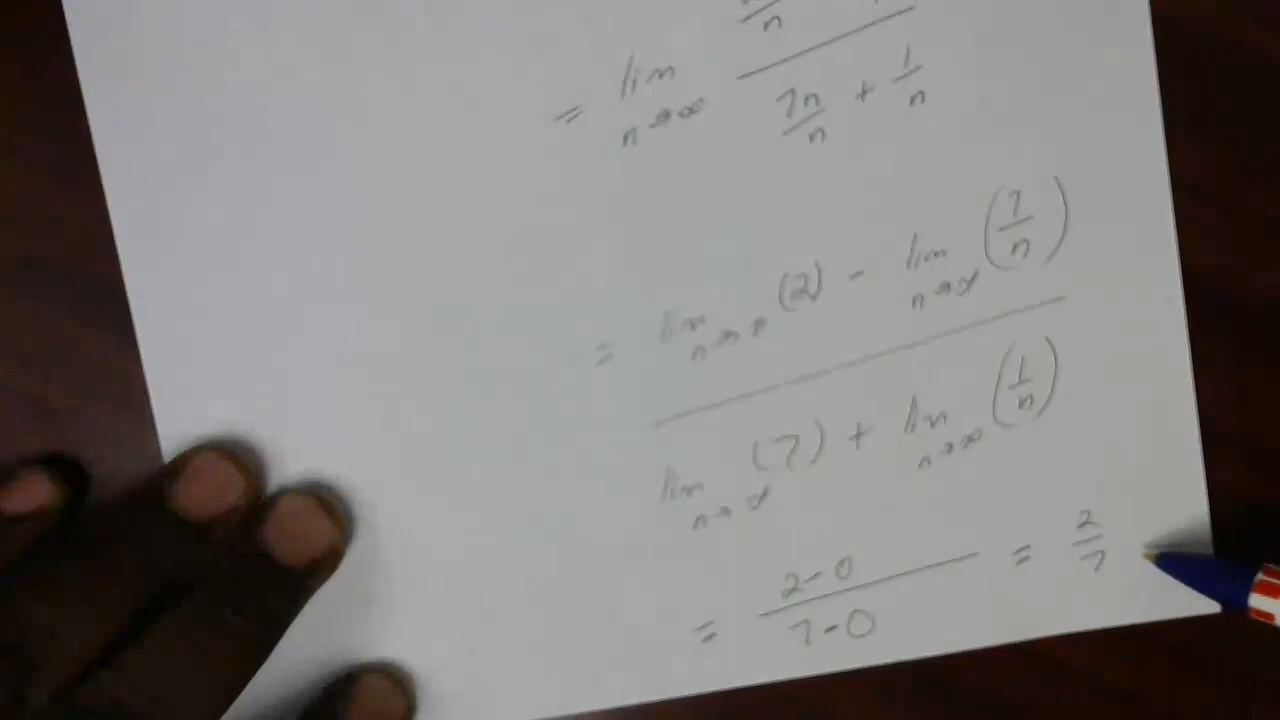 = lim n→∞ (7n/n + 1/n)
= lim n→∞ (2) - lim n→∞ (7/n)
lim n→∞ (7) + lim n→∞ (1/n)
= 2-0 / 7-0 = 2/7